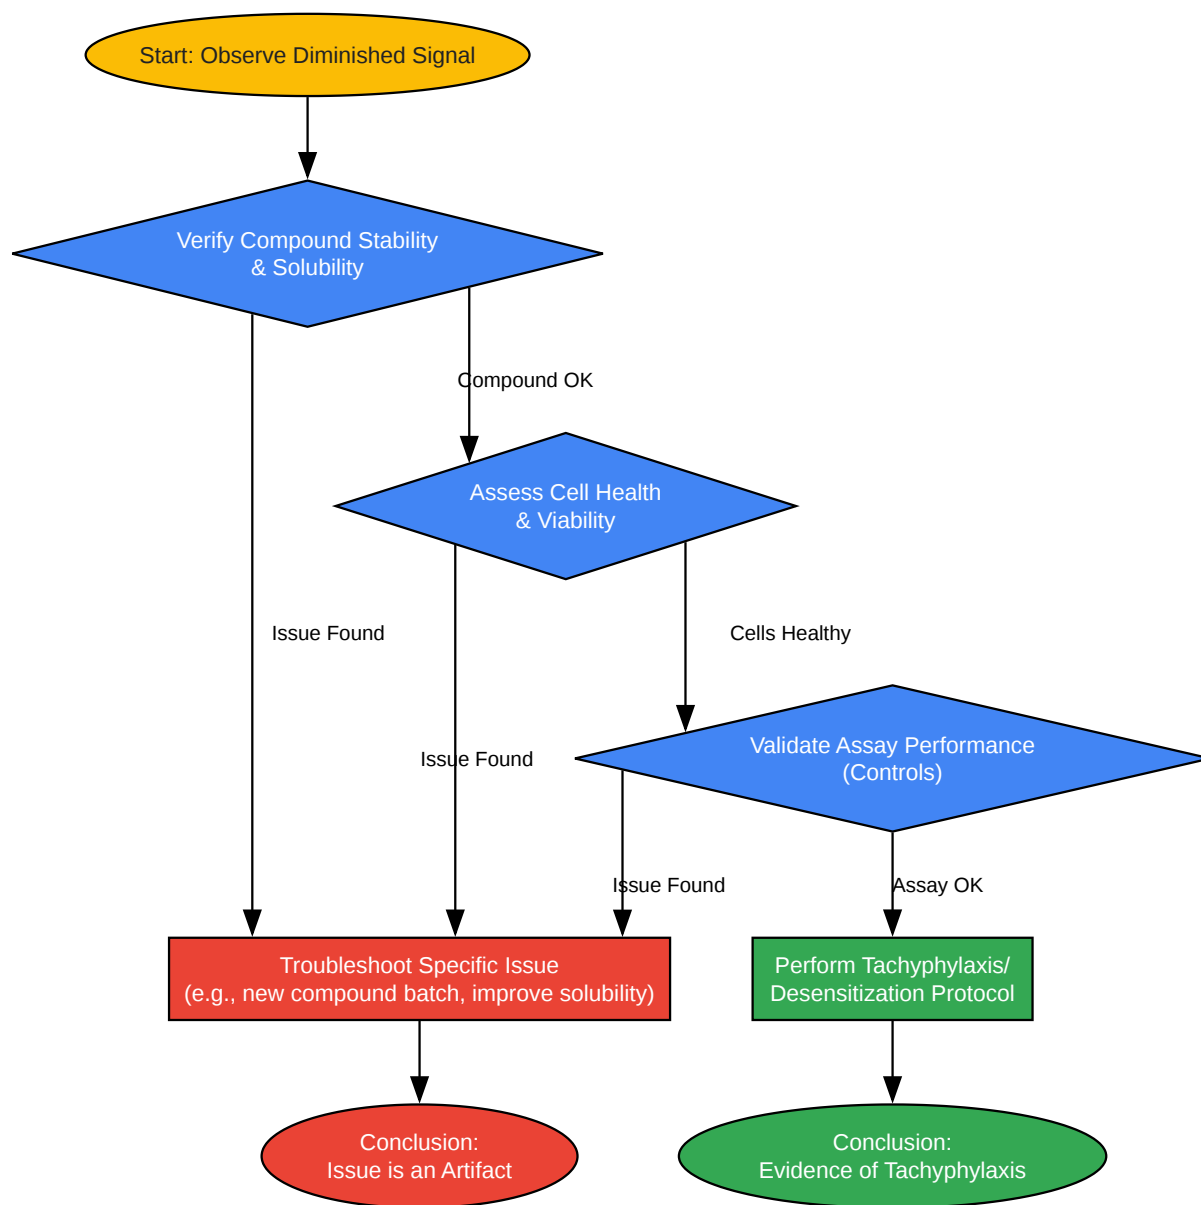 Start: Observe Diminished Signal
Verify Compound Stability
& Solubility
Compound OK
Assess Cell Health
& Viability
Issue Found
Cells Healthy
Validate Assay Performance
(Controls)
Issue Found
Issue Found
Assay OK
Troubleshoot Specific Issue
(e.g., new compound batch, improve solubility)
Perform Tachyphylaxis/
Desensitization Protocol
Conclusion:
Issue is an Artifact
Conclusion:
Evidence of Tachyphylaxis